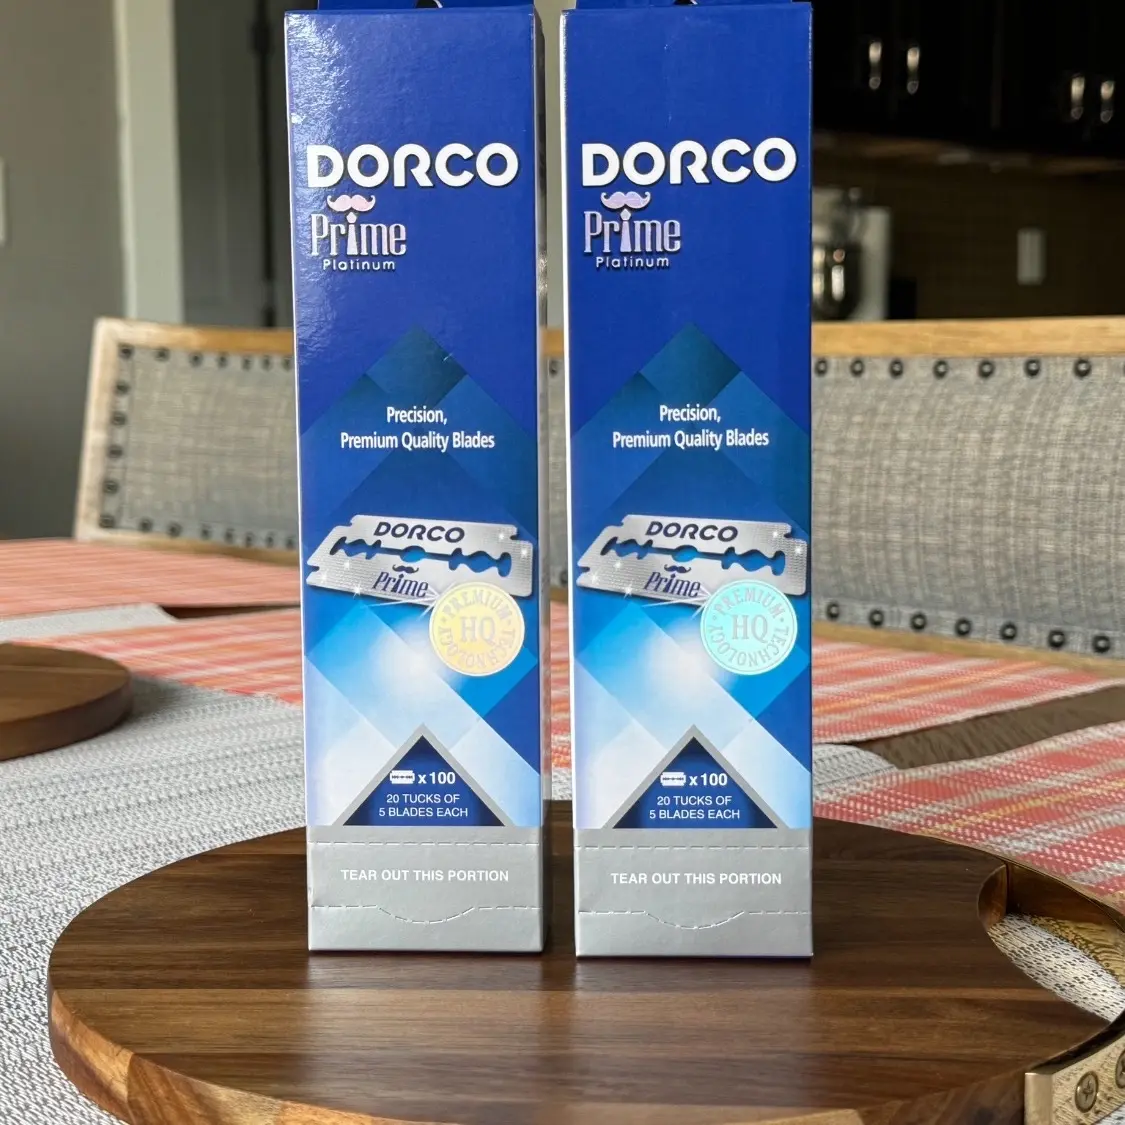 DORCO
Prime
Platinum
Precision,
Premium Quality Blades
DORCO
Prime
PREMIUM
HQ
TECHNOLOGY
x 100
20 TUCKS OF
5 BLADES EACH
TEAR OUT THIS PORTION
DORCO
Prime
Platinum
Precision,
Premium Quality Blades
DORCO
Prime
PREMIUM
HQ
TECHNOLOGY
x 100
20 TUCKS OF
5 BLADES EACH
TEAR OUT THIS PORTION